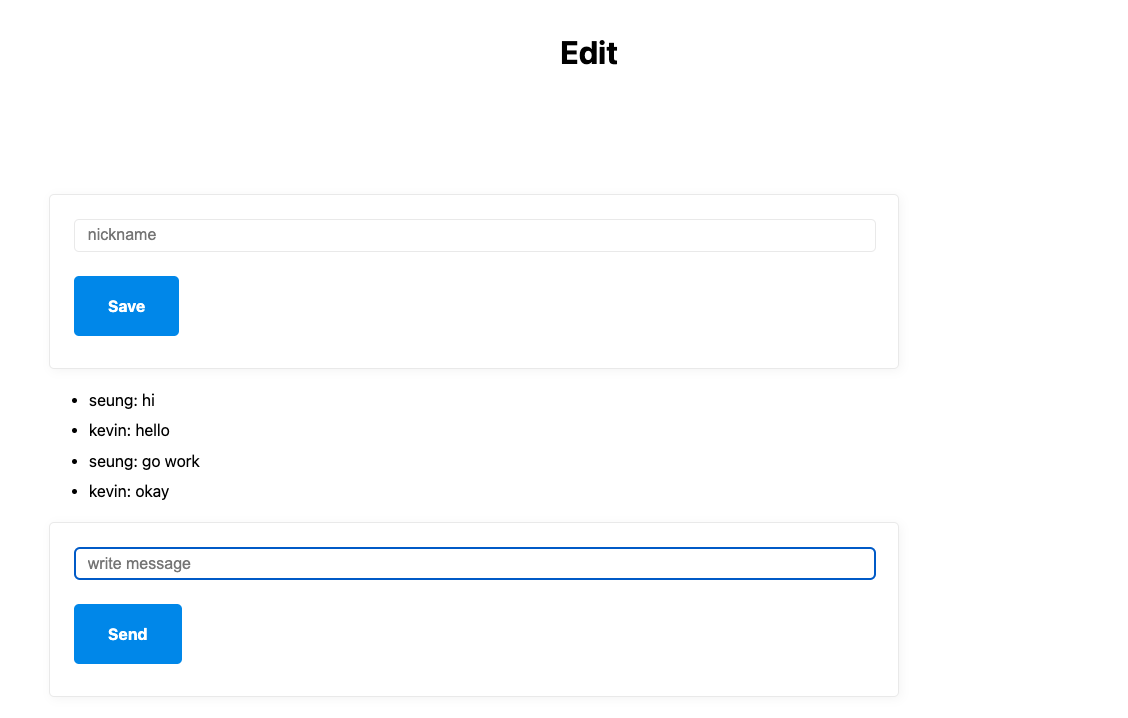 Edit
nickname
Save
seung: hi
kevin: hello
seung: go work
kevin: okay
write message
Send